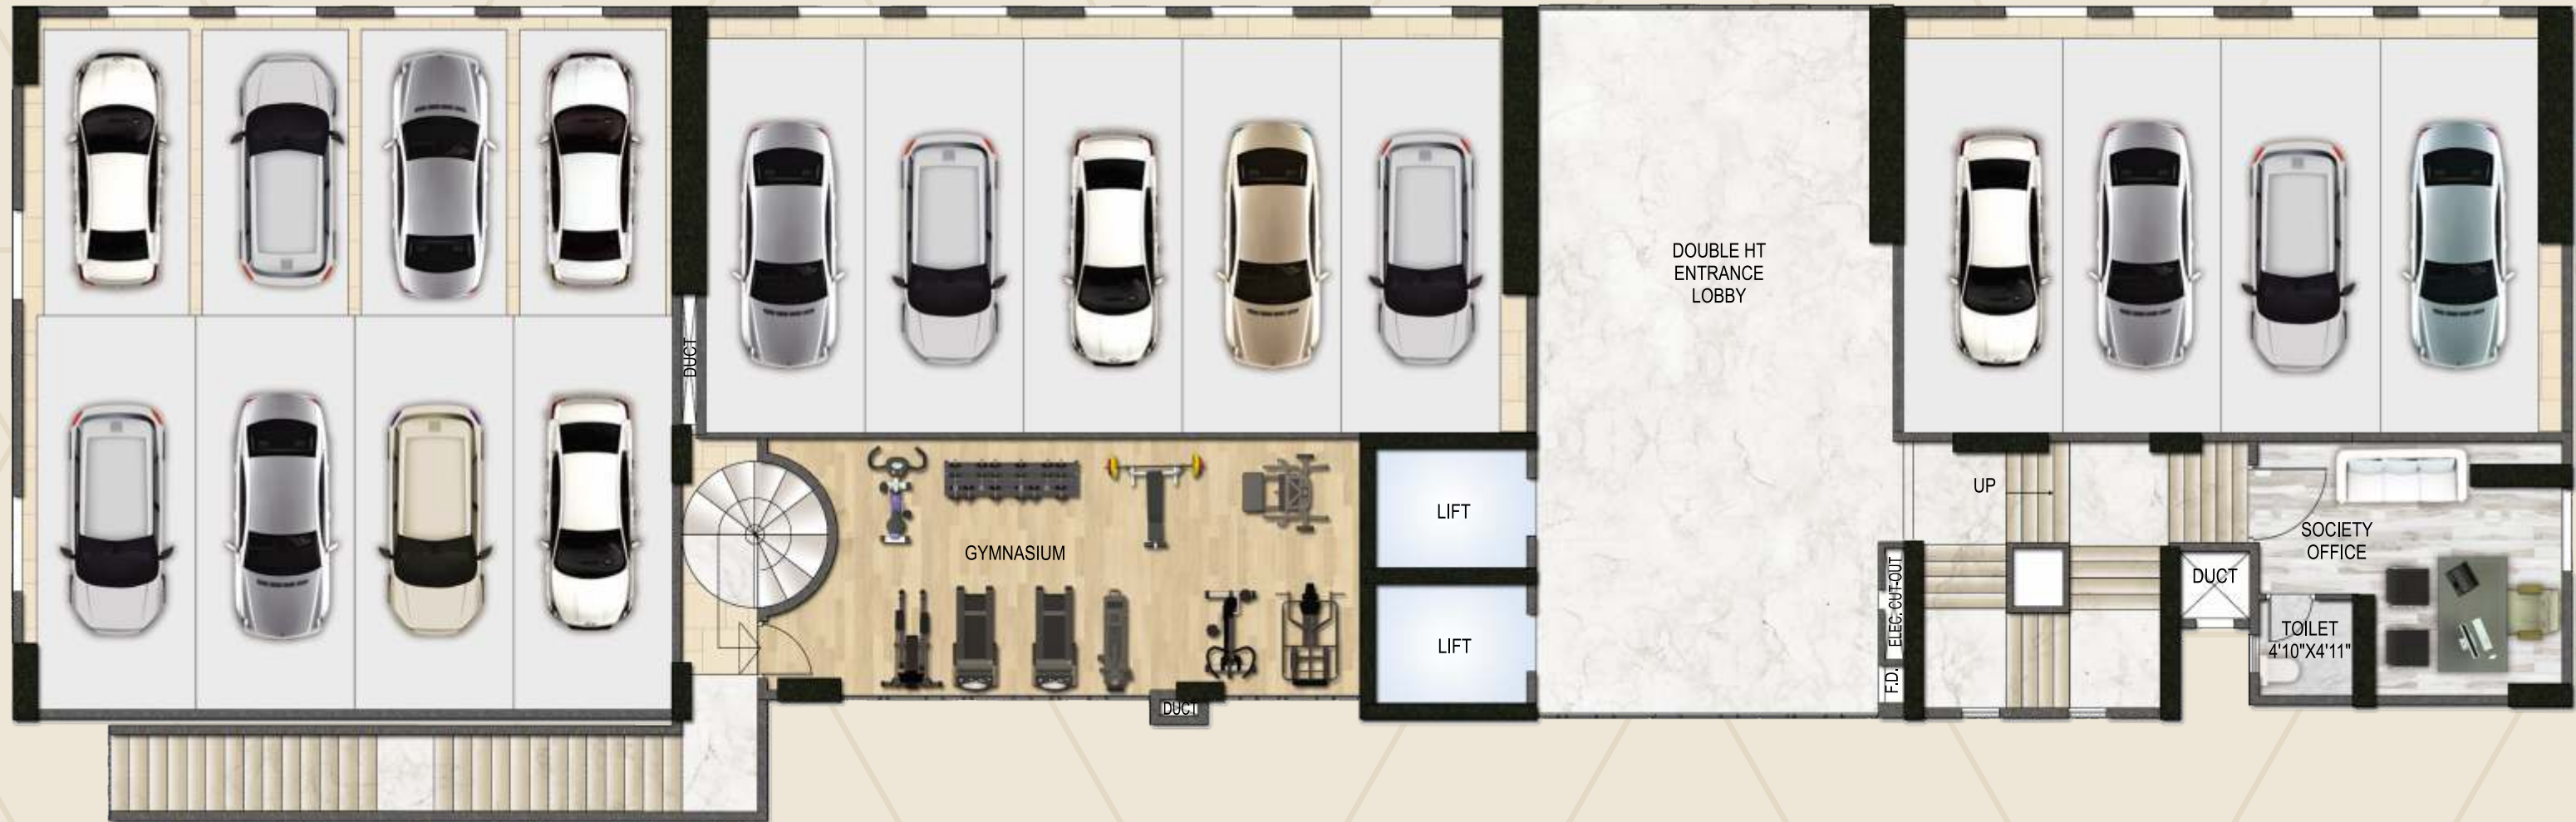 DOUBLE HT
ENTRANCE
LOBBY
DUCT
GYMNASIUM
LIFT
LIFT
DUCT
UP
ELEC. CUT-OUT
F.D.
DUCT
SOCIETY
OFFICE
TOILET
4'10"X4'11"